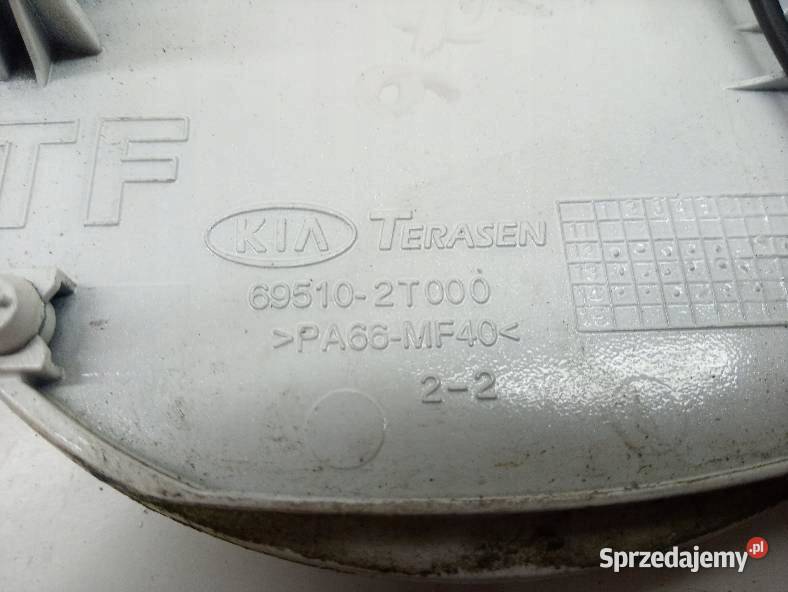 TF
KIA TERASEN
69510-2T000
>PA66-MF40<
2-2
Sprzedajemy.pl